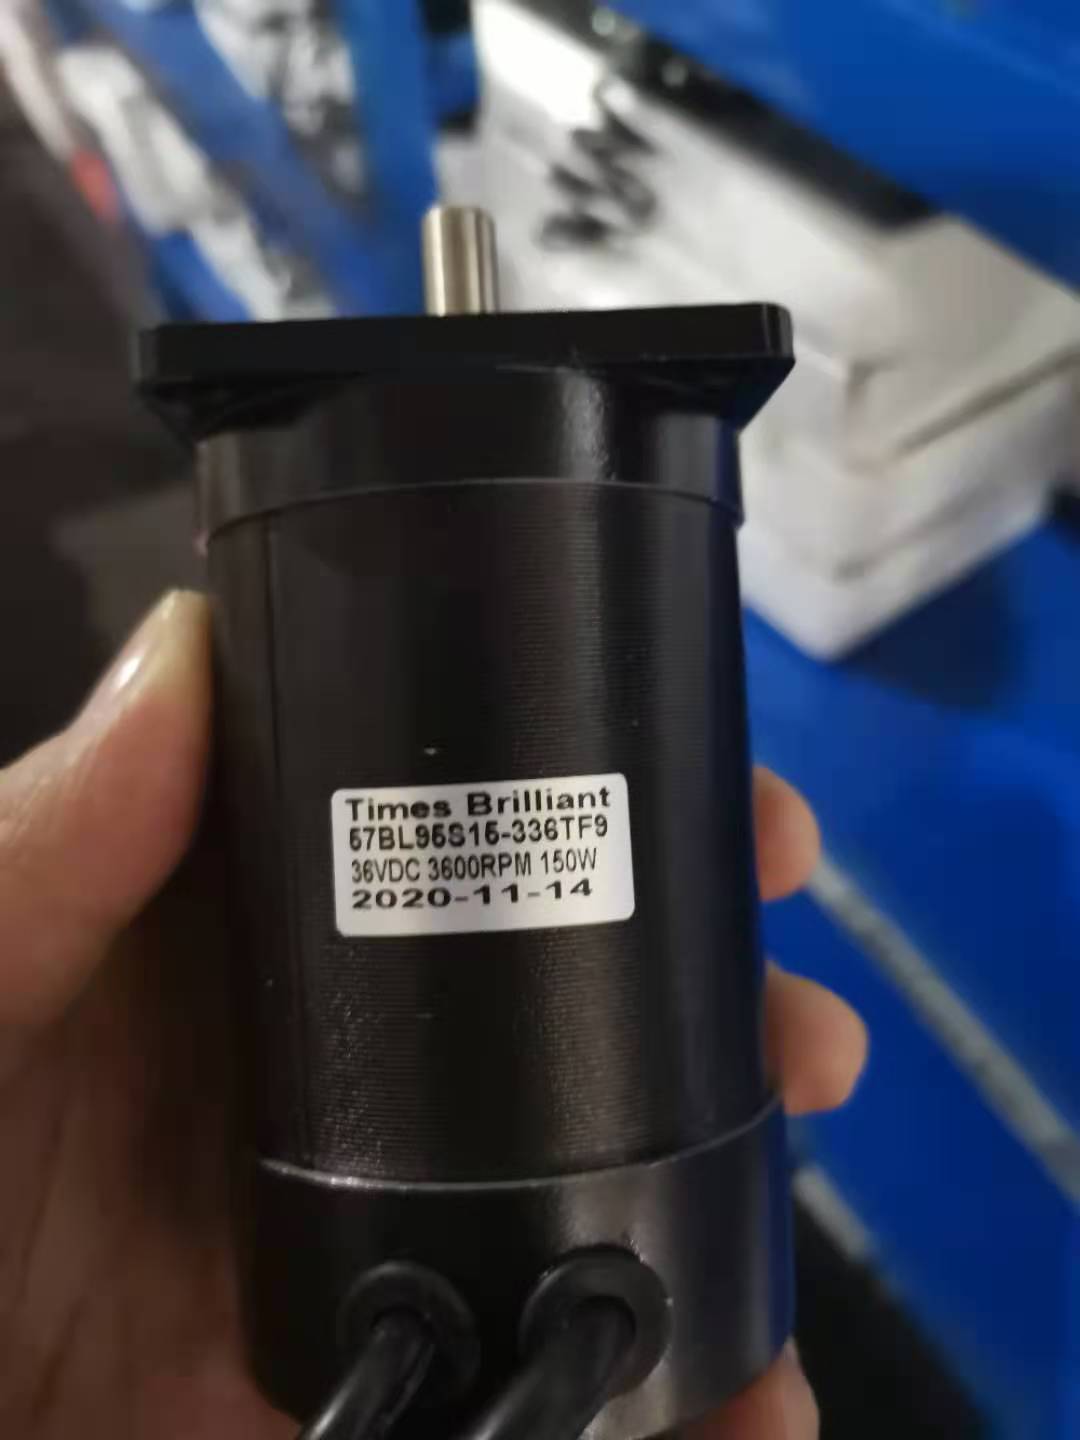 Times Brilliant
57BL95S15-336TF9
36VDC 3600RPM 150W
2020-11-14